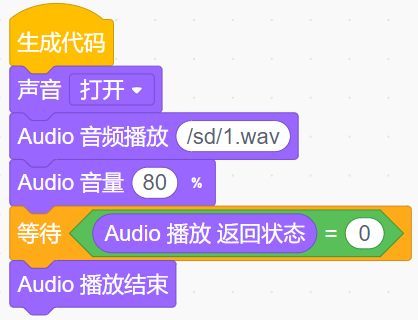 生成代码
声音 打开
Audio 音频播放 /sd/1.wav
Audio 音量 80 %
等待 Audio 播放 返回状态 = 0
Audio 播放结束